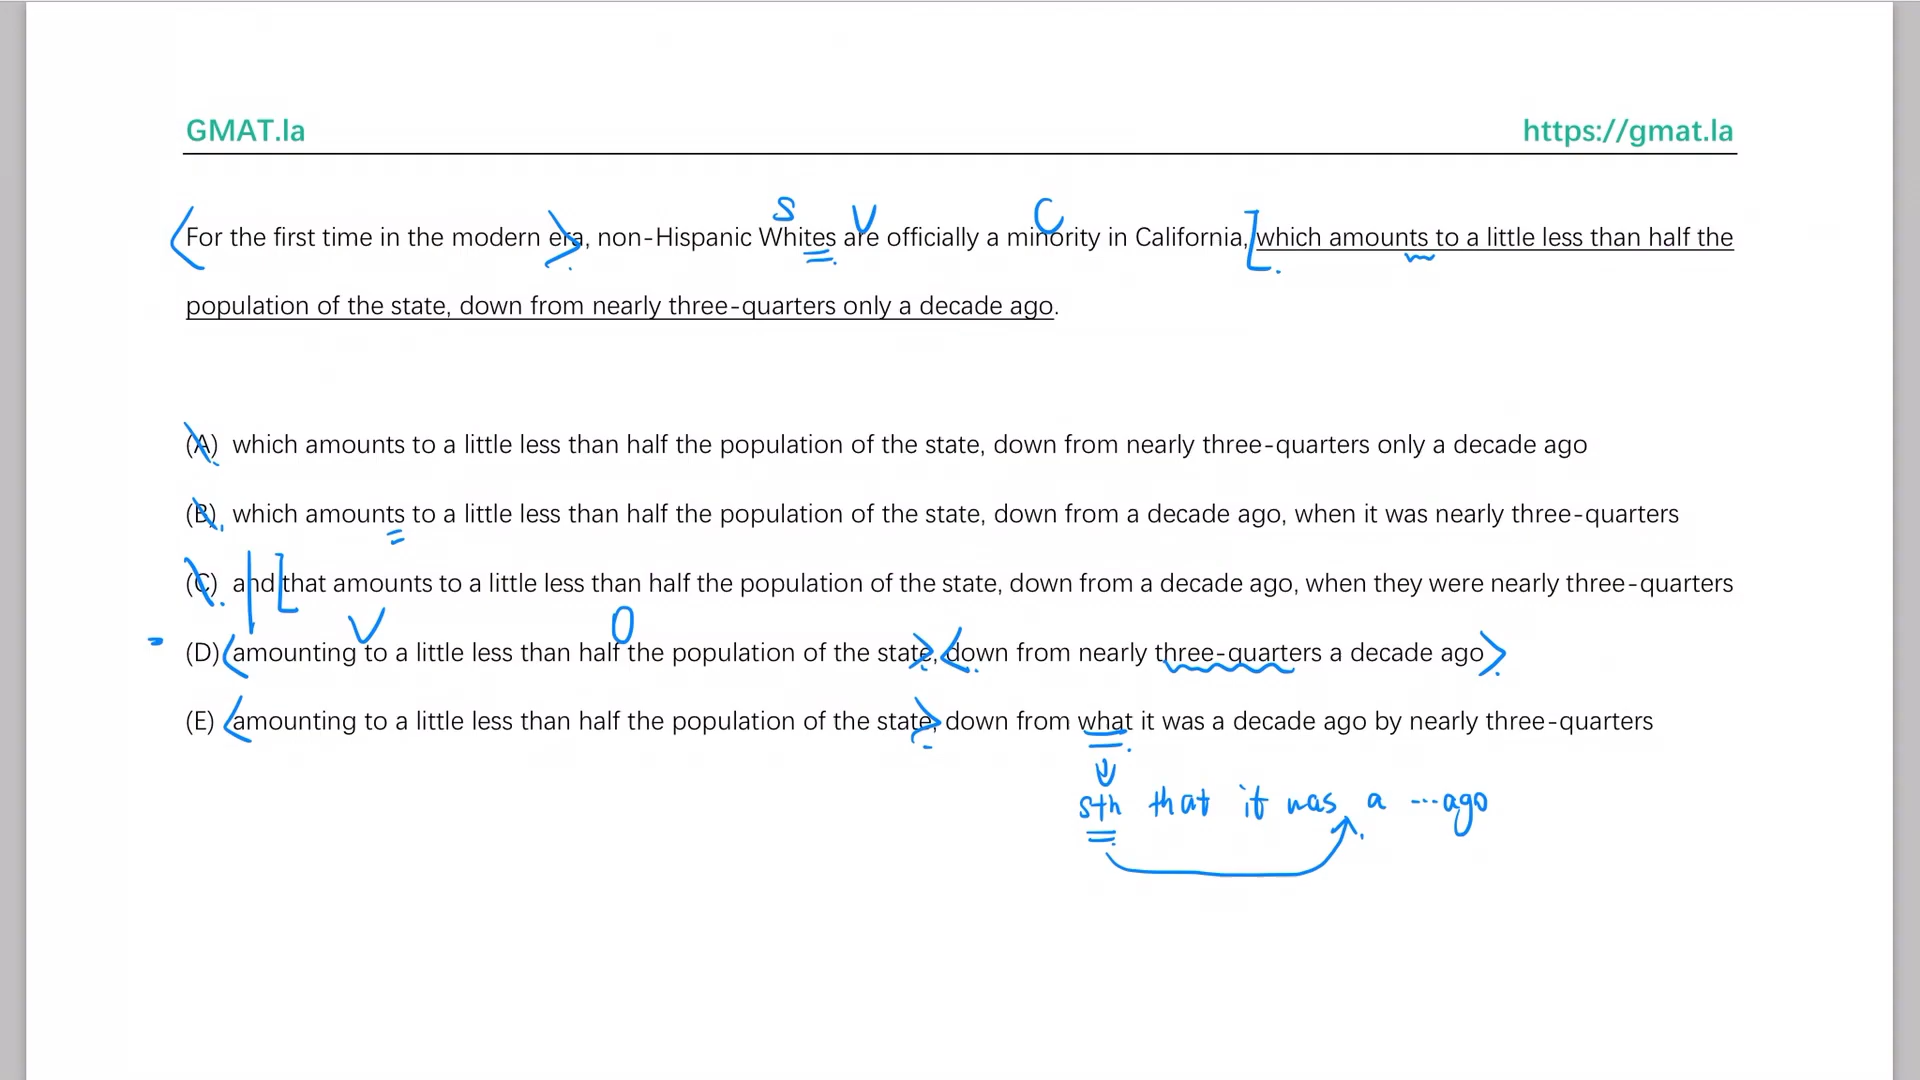 GMAT.la https://gmat.la
S V C
For the first time in the modern era, non-Hispanic Whites are officially a minority in California, which amounts to a little less than half the
population of the state, down from nearly three-quarters only a decade ago.
(A) which amounts to a little less than half the population of the state, down from nearly three-quarters only a decade ago
(B) which amounts to a little less than half the population of the state, down from a decade ago, when it was nearly three-quarters
(C) and that amounts to a little less than half the population of the state, down from a decade ago, when they were nearly three-quarters
V O
(D) amounting to a little less than half the population of the state, down from nearly three-quarters a decade ago
(E) amounting to a little less than half the population of the state, down from what it was a decade ago by nearly three-quarters
sth that it was a ...ago